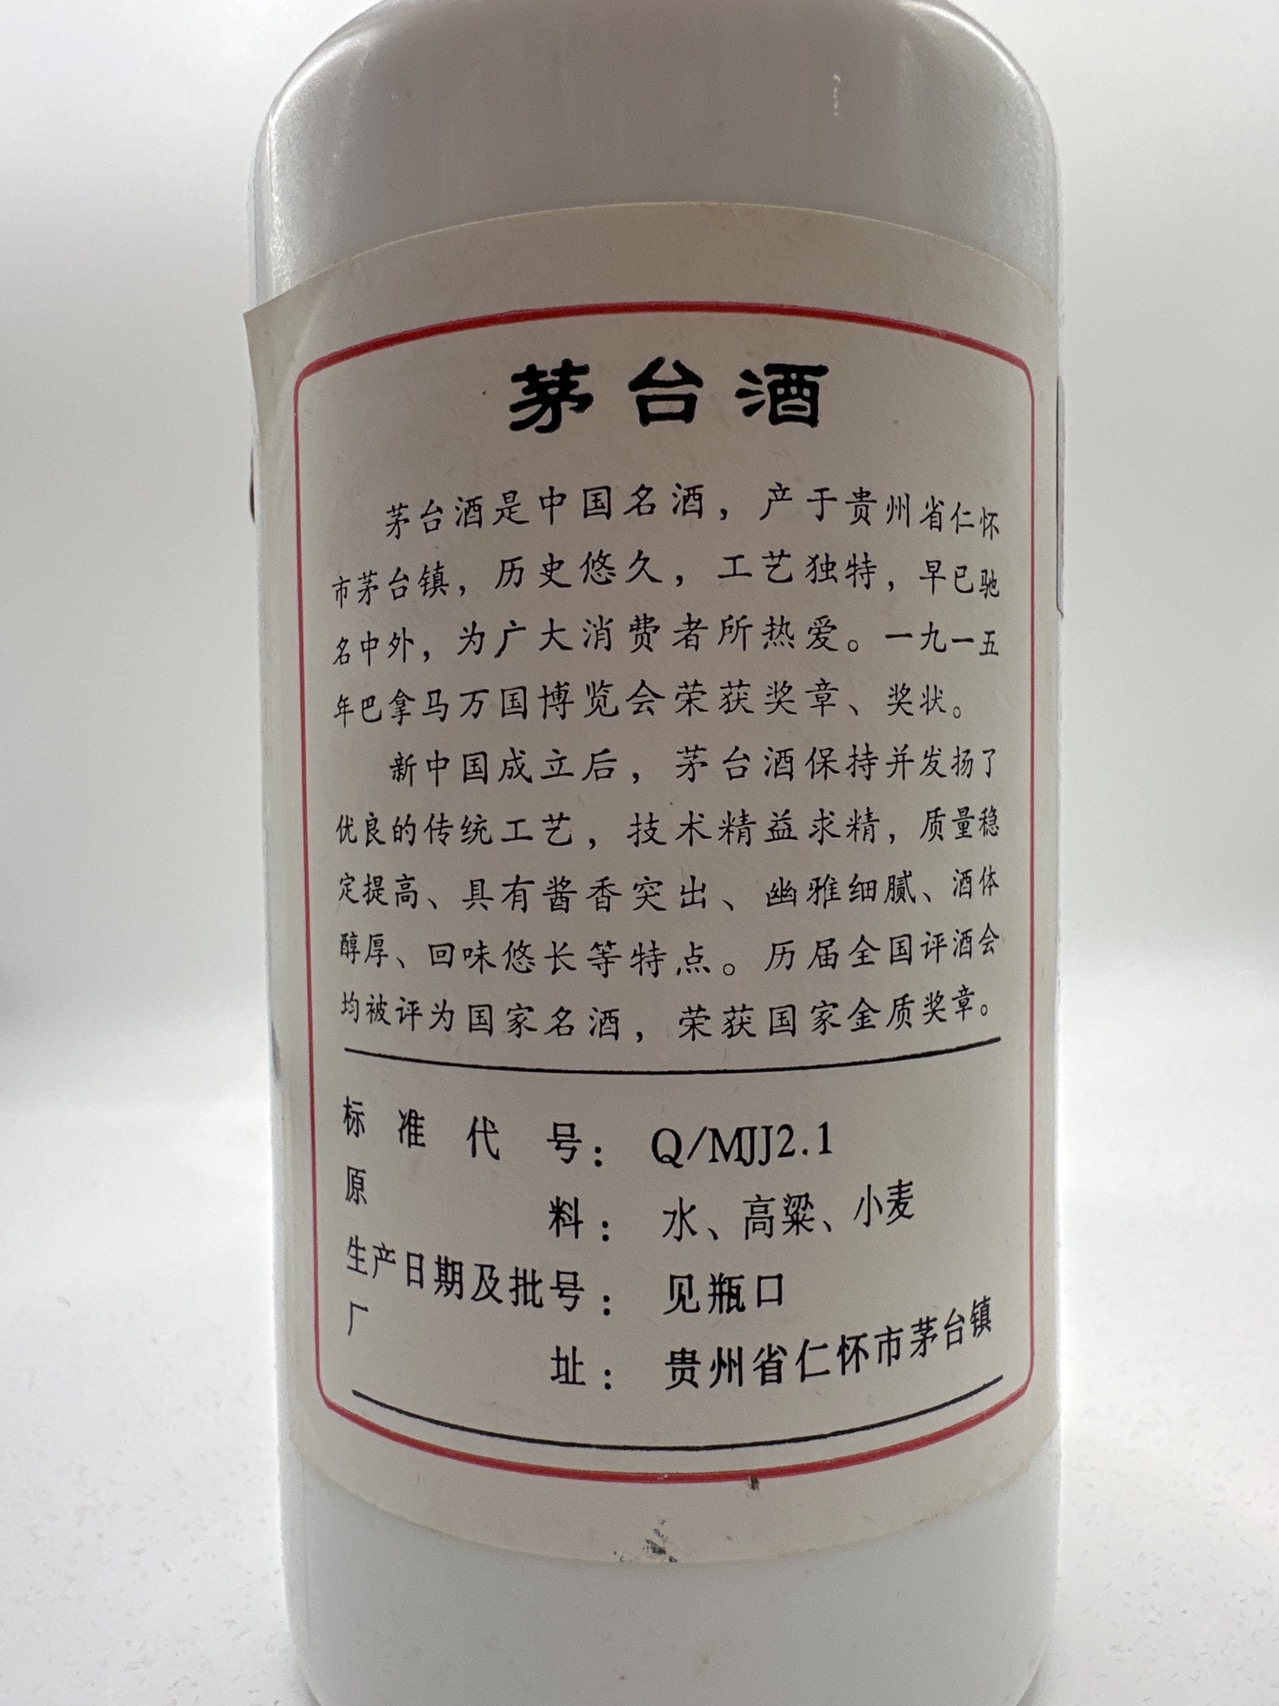 茅台酒
茅台酒是中国名酒，产于贵州省仁怀
市茅台镇，历史悠久，工艺独特，早已驰
名中外，为广大消费者所热爱。一九一五
年巴拿马万国博览会荣获奖章、奖状。
新中国成立后，茅台酒保持并发扬了
优良的传统工艺，技术精益求精，质量稳
定提高、具有酱香突出、幽雅细腻、酒体
醇厚、回味悠长等特点。历届全国评酒会
均被评为国家名酒，荣获国家金质奖章。
标准代号：Q/MJJ2.1
原料：水、高粱、小麦
生产日期及批号：见瓶口
厂址：贵州省仁怀市茅台镇